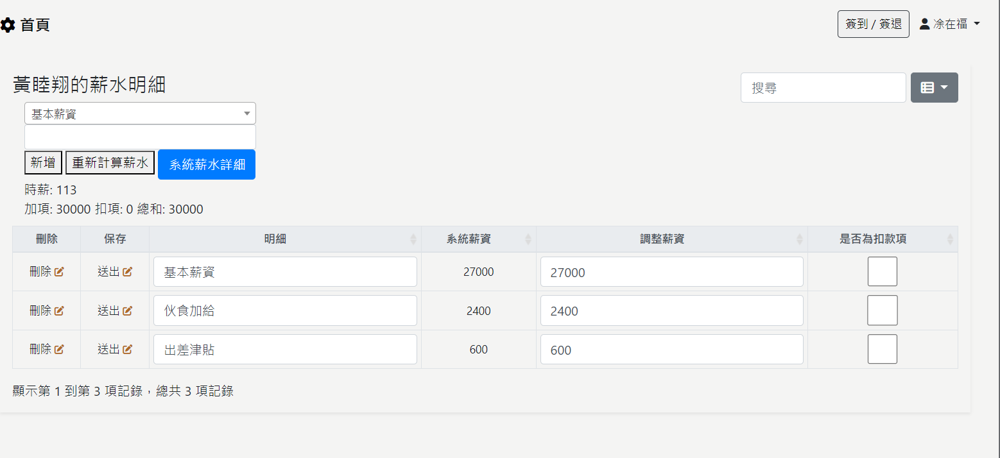 首頁
簽到 / 簽退
凃在福
黃睦翔的薪水明細
搜尋
基本薪資
新增 重新計算薪水 系統薪水詳細
時薪: 113
加項: 30000 扣項: 0 總和: 30000
刪除 保存 明細 系統薪資 調整薪資 是否為扣款項
刪除 送出 基本薪資 27000 27000
刪除 送出 伙食加給 2400 2400
刪除 送出 出差津貼 600 600
顯示第 1 到第 3 項記錄，總共 3 項記錄